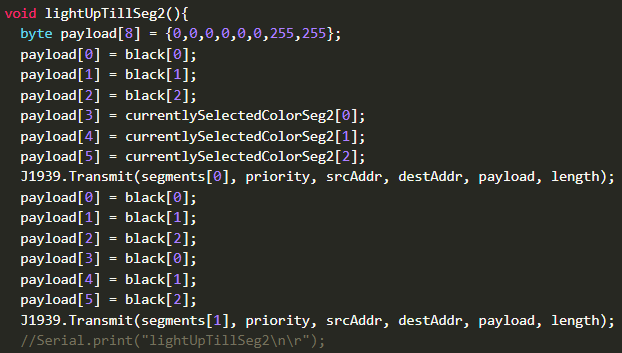 void lightUpTillSeg2(){
  byte payload[8] = {0,0,0,0,0,0,255,255};
  payload[0] = black[0];
  payload[1] = black[1];
  payload[2] = black[2];
  payload[3] = currentlySelectedColorSeg2[0];
  payload[4] = currentlySelectedColorSeg2[1];
  payload[5] = currentlySelectedColorSeg2[2];
  J1939.Transmit(segments[0], priority, srcAddr, destAddr, payload, length);
  payload[0] = black[0];
  payload[1] = black[1];
  payload[2] = black[2];
  payload[3] = black[0];
  payload[4] = black[1];
  payload[5] = black[2];
  J1939.Transmit(segments[1], priority, srcAddr, destAddr, payload, length);
  //Serial.print("lightUpTillSeg2\n\r");